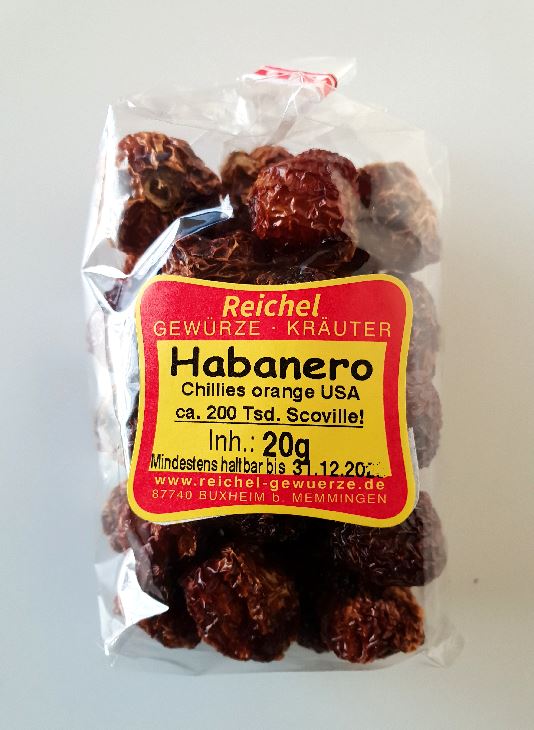 Reichel
GEWÜRZE · KRÄUTER
Habanero
Chillies orange USA
ca. 200 Tsd. Scoville!
Inh.: 20g
Mindestens haltbar bis
www.reichel-gewuerze.de
87740 BUXHEIM b. MEMMINGEN